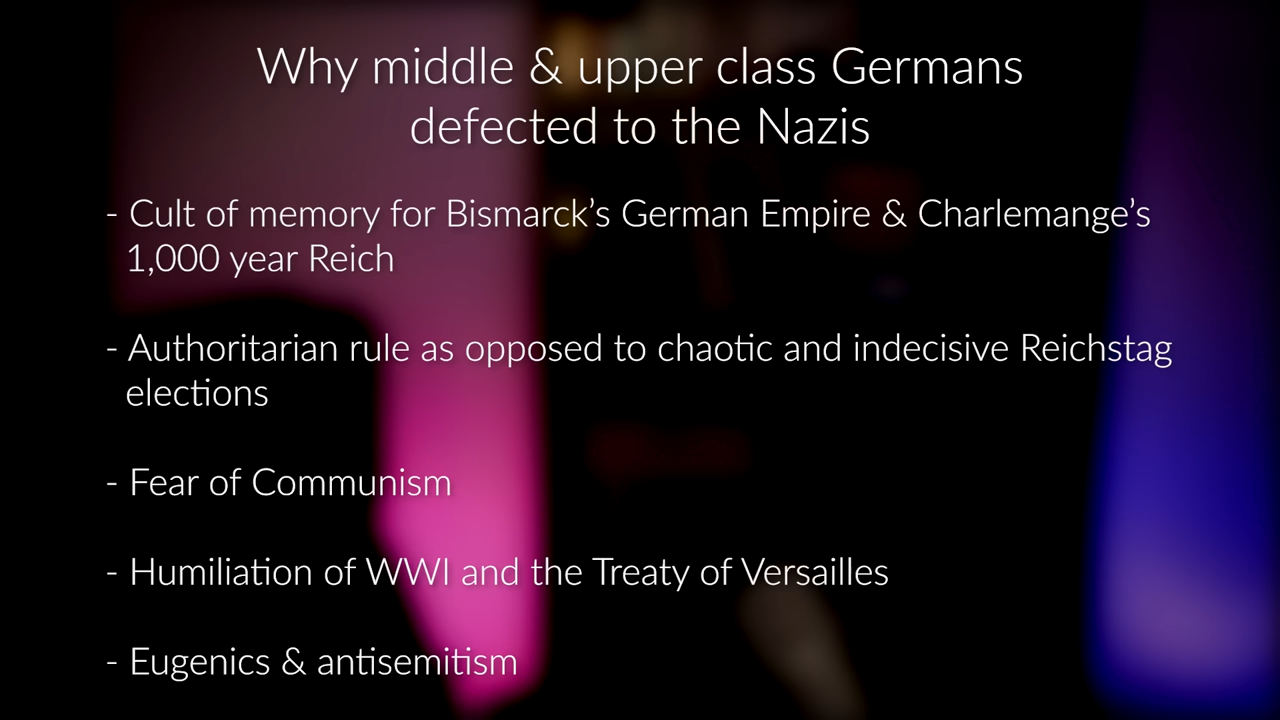 Why middle & upper class Germans
defected to the Nazis
- Cult of memory for Bismarck’s German Empire & Charlemange’s
1,000 year Reich
- Authoritarian rule as opposed to chaotic and indecisive Reichstag
elections
- Fear of Communism
- Humiliation of WWI and the Treaty of Versailles
- Eugenics & antisemitism